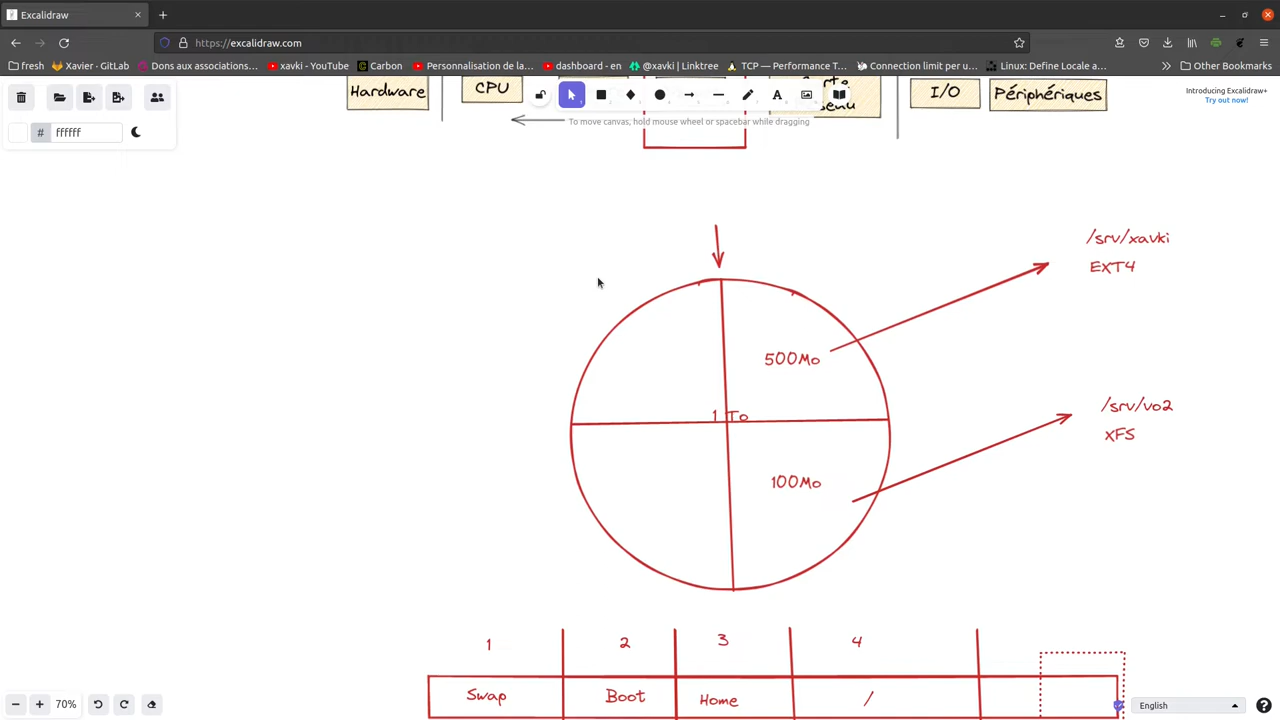 Excalidraw
https://excalidraw.com
fresh
Xavier · GitLab
Dons aux associations…
xavki - YouTube
Carbon
Personnalisation de la…
dashboard - en
@xavki | Linktree
TCP — Performance T…
Connection limit per u…
Linux: Define Locale a…
Other Bookmarks
Hardware
CPU
I/O
Périphériques
Introducing Excalidraw+
Try out now!
To move canvas, hold mouse wheel or spacebar while dragging
# ffffff
/srv/xavki
EXT4
500Mo
1 To
/srv/vo2
XFS
100Mo
1 2 3 4
Swap Boot Home /
70%
English